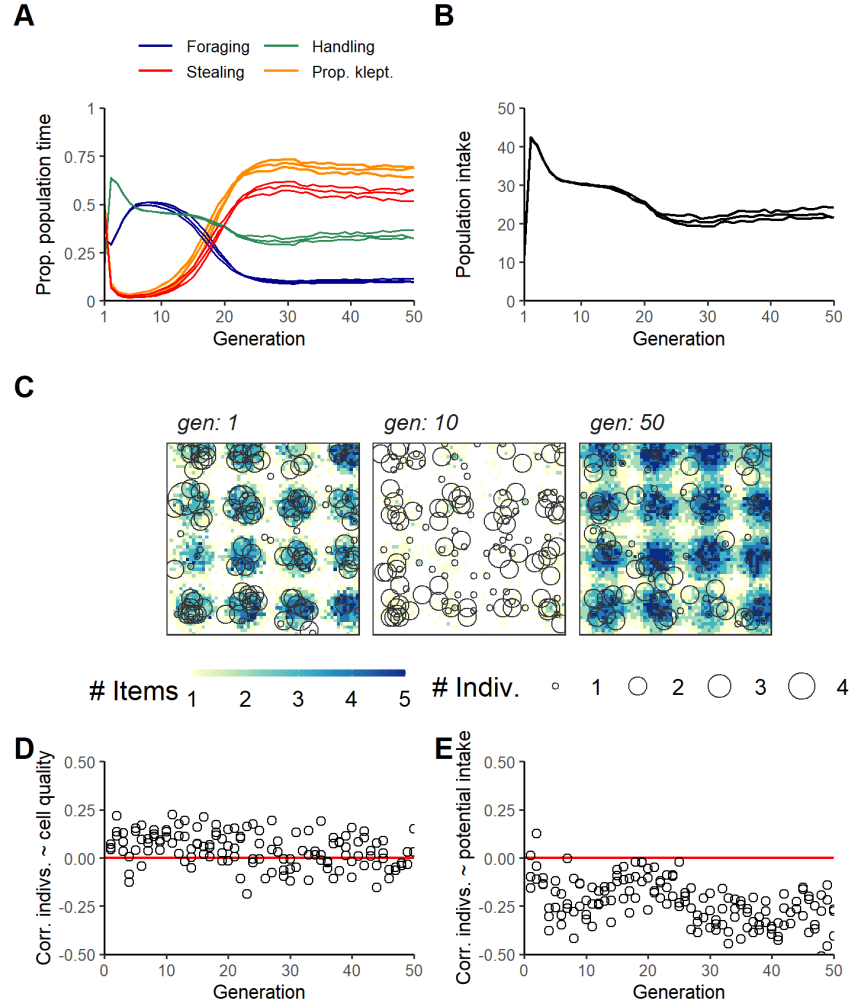 A
Foraging Handling
Stealing Prop. klept.
Prop. population time
1
0.75
0.5
0.25
0
1 10 20 30 40 50
Generation
B
Population intake
50
40
30
20
10
0
1 10 20 30 40 50
Generation
C
gen: 1 gen: 10 gen: 50
# Items
1 2 3 4 5
# Indiv. 1 2 3 4
D
Corr. indivs. ~ cell quality
0.50
0.25
0.00
-0.25
-0.50
0 10 20 30 40 50
Generation
E
Corr. indivs. ~ potential intake
0.50
0.25
0.00
-0.25
-0.50
0 10 20 30 40 50
Generation